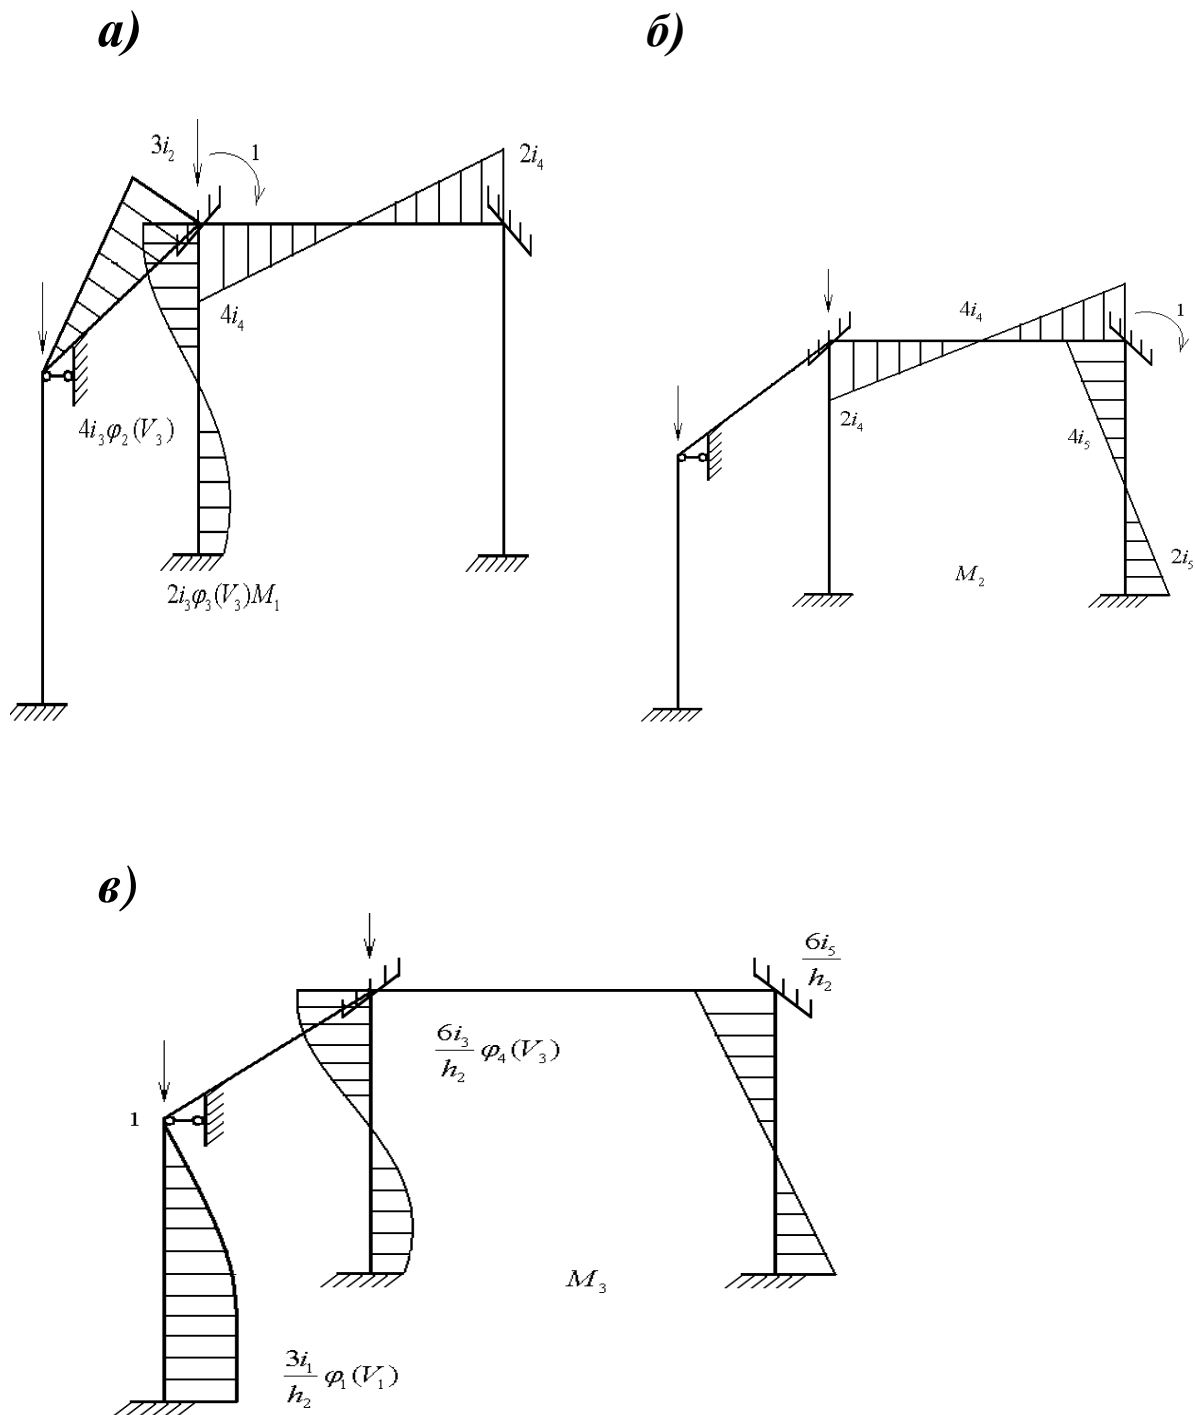 а) б)
3i₂ 1 2i₄
4i₄
4i₃φ₂(V₃)
2i₃φ₃(V₃)M₁
4i₄ 1
2i₄ 4i₅
M₂ 2i₅
в)
6i₅/h₂
6i₃/h₂ φ₄(V₃)
1
M₃
3i₁/h₂ φ₁(V₁)